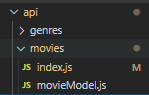 api
genres
movies
JS index.js M
JS movieModel.js